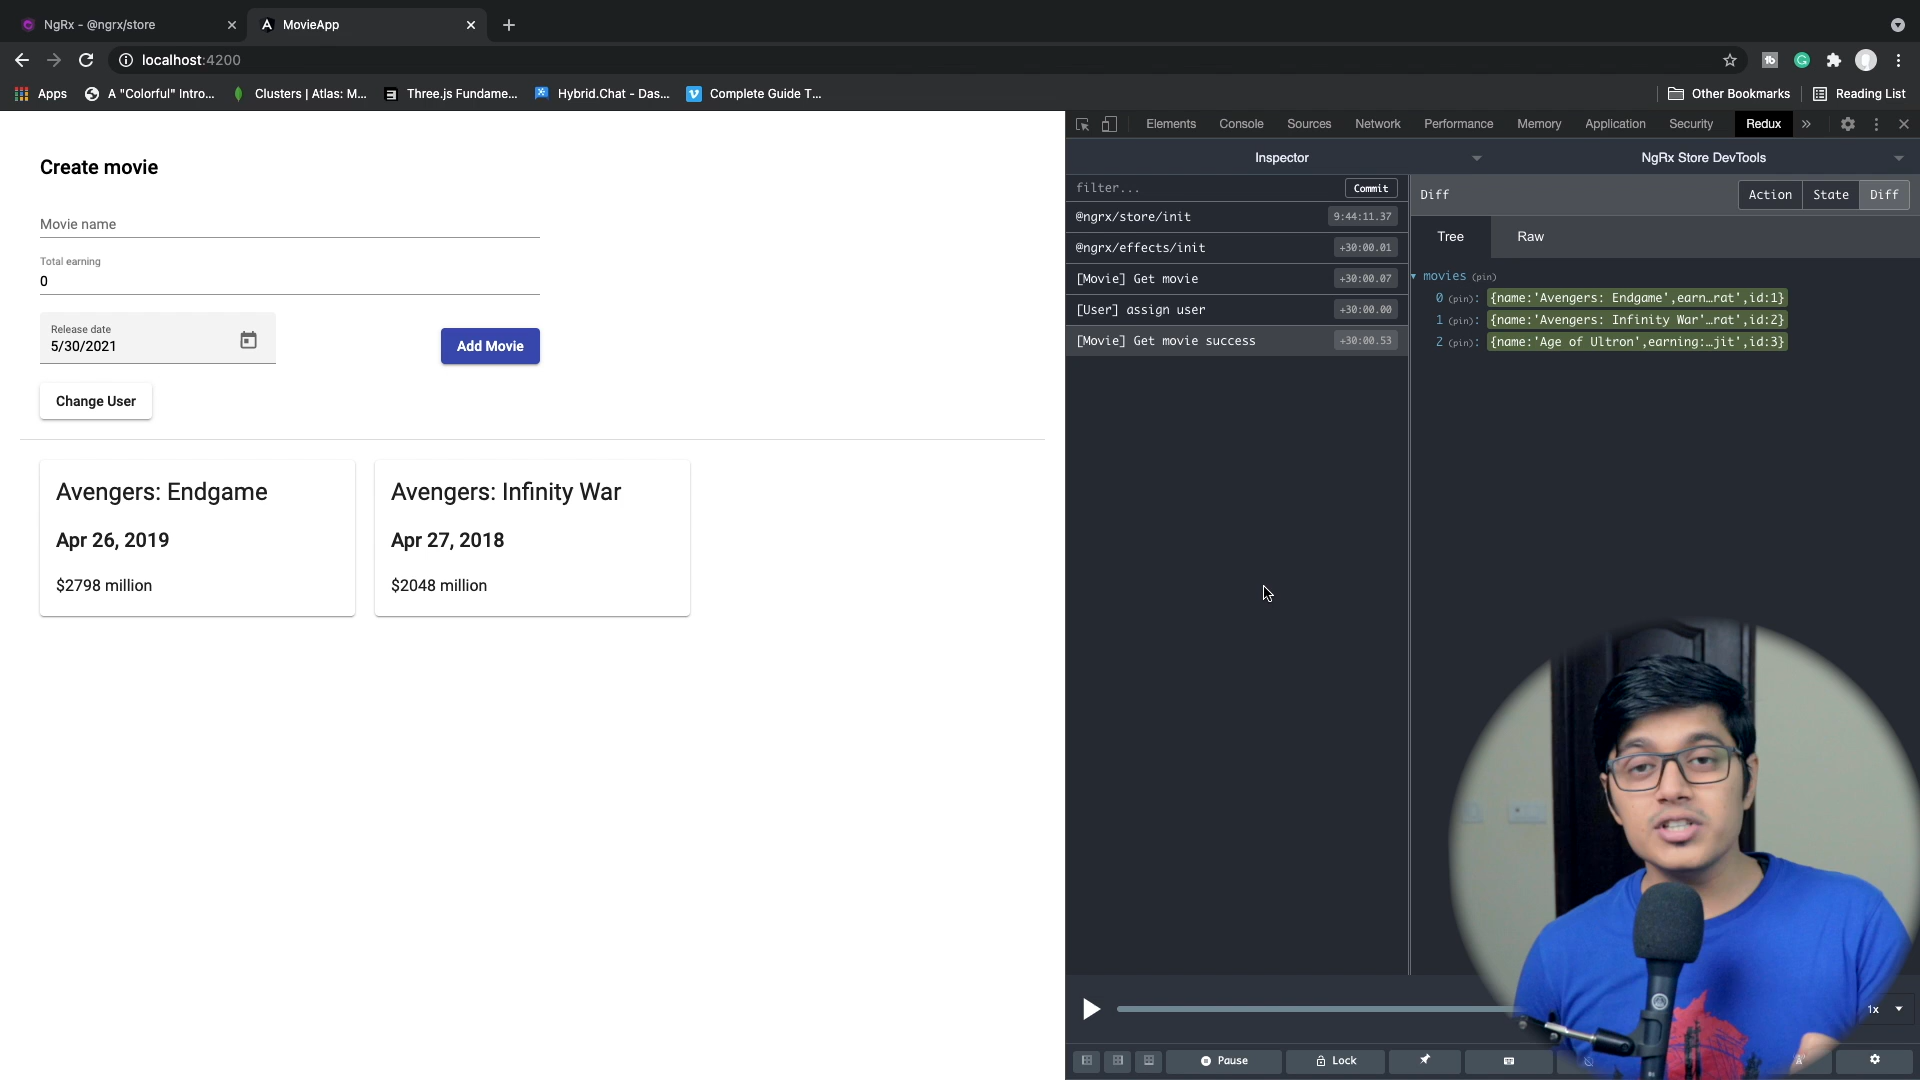 NgRx - @ngrx/store
MovieApp
localhost:4200
Apps
A "Colorful" Intro...
Clusters | Atlas: M...
Three.js Fundame...
Hybrid.Chat - Das...
Complete Guide T...
Other Bookmarks
Reading List
Create movie
Movie name
Total earning
0
Release date
5/30/2021
Add Movie
Change User
Avengers: Endgame
Apr 26, 2019
$2798 million
Avengers: Infinity War
Apr 27, 2018
$2048 million
Elements Console Sources Network Performance Memory Application Security Redux
Inspector
NgRx Store DevTools
filter...
Commit
@ngrx/store/init 9:44:11.37
@ngrx/effects/init +30:00.01
[Movie] Get movie +30:00.07
[User] assign user +30:00.00
[Movie] Get movie success +30:00.53
Diff
Action State Diff
Tree Raw
movies (pin)
0 (pin): {name:'Avengers: Endgame',earn…rat',id:1}
1 (pin): {name:'Avengers: Infinity War'…rat',id:2}
2 (pin): {name:'Age of Ultron',earning:…jit',id:3}
1x
Pause
Lock